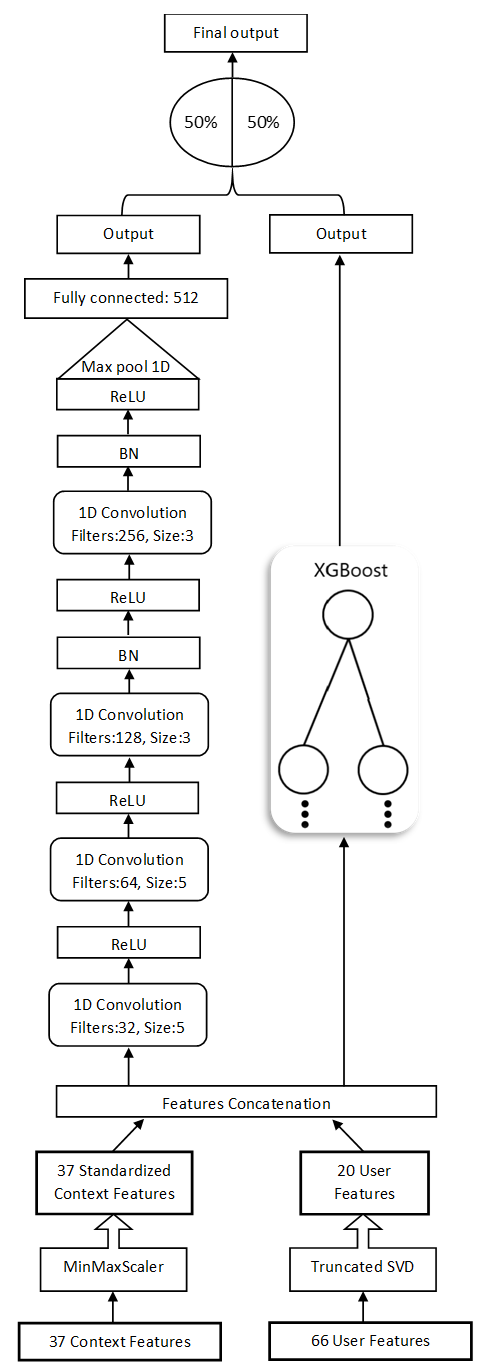 Final output
50%
50%
Output
Output
Fully connected: 512
Max pool 1D
ReLU
BN
1D Convolution
Filters:256, Size:3
ReLU
BN
1D Convolution
Filters:128, Size:3
ReLU
1D Convolution
Filters:64, Size:5
ReLU
1D Convolution
Filters:32, Size:5
XGBoost
Features Concatenation
37 Standardized
Context Features
20 User
Features
MinMaxScaler
Truncated SVD
37 Context Features
66 User Features